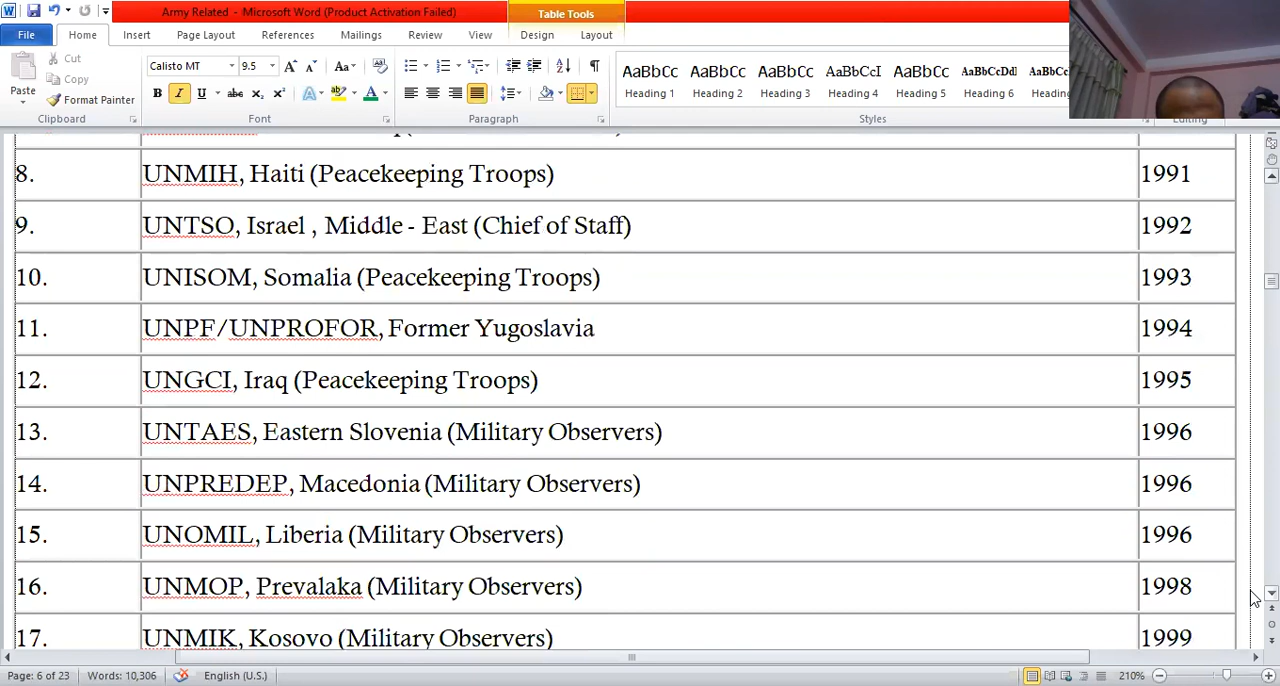 Army Related - Microsoft Word (Product Activation Failed)
Table Tools
File Home Insert Page Layout References Mailings Review View Design Layout
Paste
Cut
Copy
Format Painter
Calisto MT 9.5
AaBbCc AaBbCc AaBbCc AaBbCcI AaBbCc AaBbCcDd AaBbC
Heading 1 Heading 2 Heading 3 Heading 4 Heading 5 Heading 6 Heading
Clipboard Font Paragraph Styles Editing
8. UNMIH, Haiti (Peacekeeping Troops) 1991
9. UNTSO, Israel , Middle - East (Chief of Staff) 1992
10. UNISOM, Somalia (Peacekeeping Troops) 1993
11. UNPF/UNPROFOR, Former Yugoslavia 1994
12. UNGCI, Iraq (Peacekeeping Troops) 1995
13. UNTAES, Eastern Slovenia (Military Observers) 1996
14. UNPREDEP, Macedonia (Military Observers) 1996
15. UNOMIL, Liberia (Military Observers) 1996
16. UNMOP, Prevalaka (Military Observers) 1998
17. UNMIK, Kosovo (Military Observers) 1999
Page: 6 of 23 Words: 10,306 English (U.S.) 210%